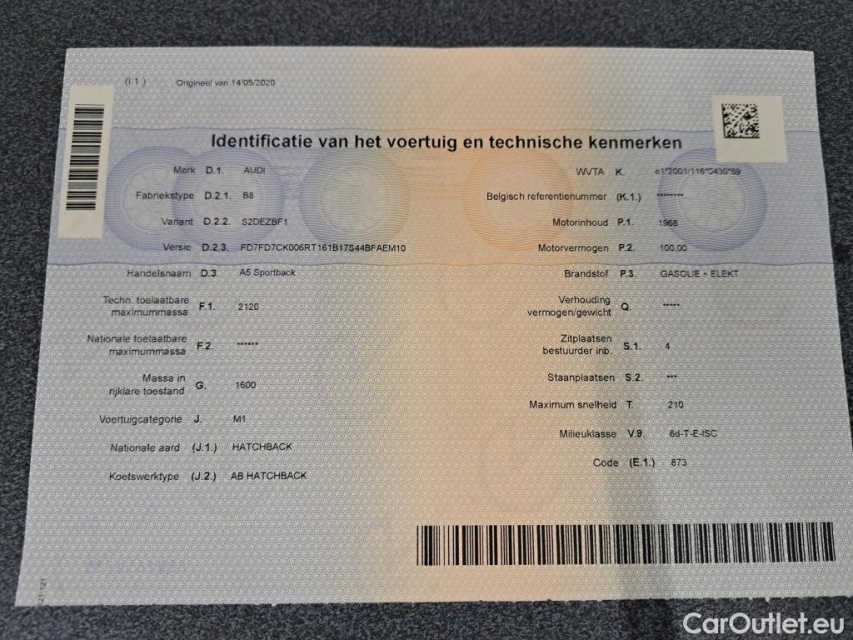 (I.1) Origineel van 14/05/2020
Identificatie van het voertuig en technische kenmerken
Merk D.1. AUDI
Fabriekstype D.2.1. B8
Variant D.2.2. S2DEZBF1
Versie D.2.3. FD7FD7CK006RT161B17S44BFAEM10
Handelsnaam D.3. A5 Sportback
Techn. toelaatbare
maximummassa F.1. 2120
Nationale toelaatbare
maximummassa F.2. ******
Massa in
rijklare toestand G. 1600
Voertuigcategorie J. M1
Nationale aard (J.1.) HATCHBACK
Koetswerktype (J.2.) AB HATCHBACK
WVTA K. e1*2001/116*0430*69
Belgisch referentienummer (K.1.) ********
Motorinhoud P.1. 1968
Motorvermogen P.2. 100,00
Brandstof P.3. GASOLIE - ELEKT
Verhouding
vermogen/gewicht Q. *****
Zitplaatsen
bestuurder inb. S.1. 4
Staanplaatsen S.2. ***
Maximum snelheid T. 210
Milieuklasse V.9. 6d-T-E-ISC
Code (E.1.) 873
CarOutlet.eu